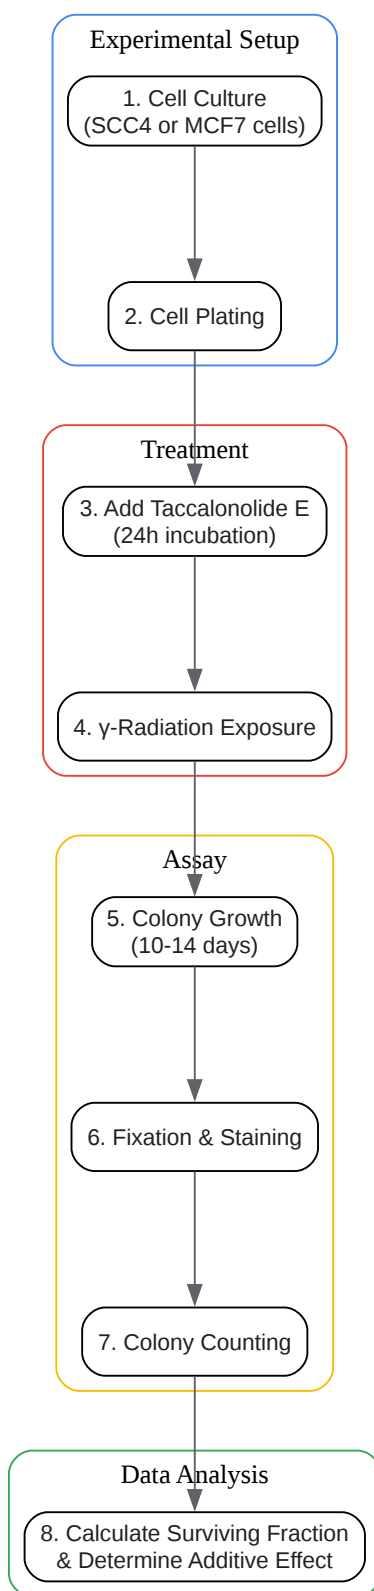 Experimental Setup
1. Cell Culture
(SCC4 or MCF7 cells)
2. Cell Plating
Treatment
3. Add Taccalonolide E
(24h incubation)
4. γ-Radiation Exposure
Assay
5. Colony Growth
(10-14 days)
6. Fixation & Staining
7. Colony Counting
Data Analysis
8. Calculate Surviving Fraction
& Determine Additive Effect